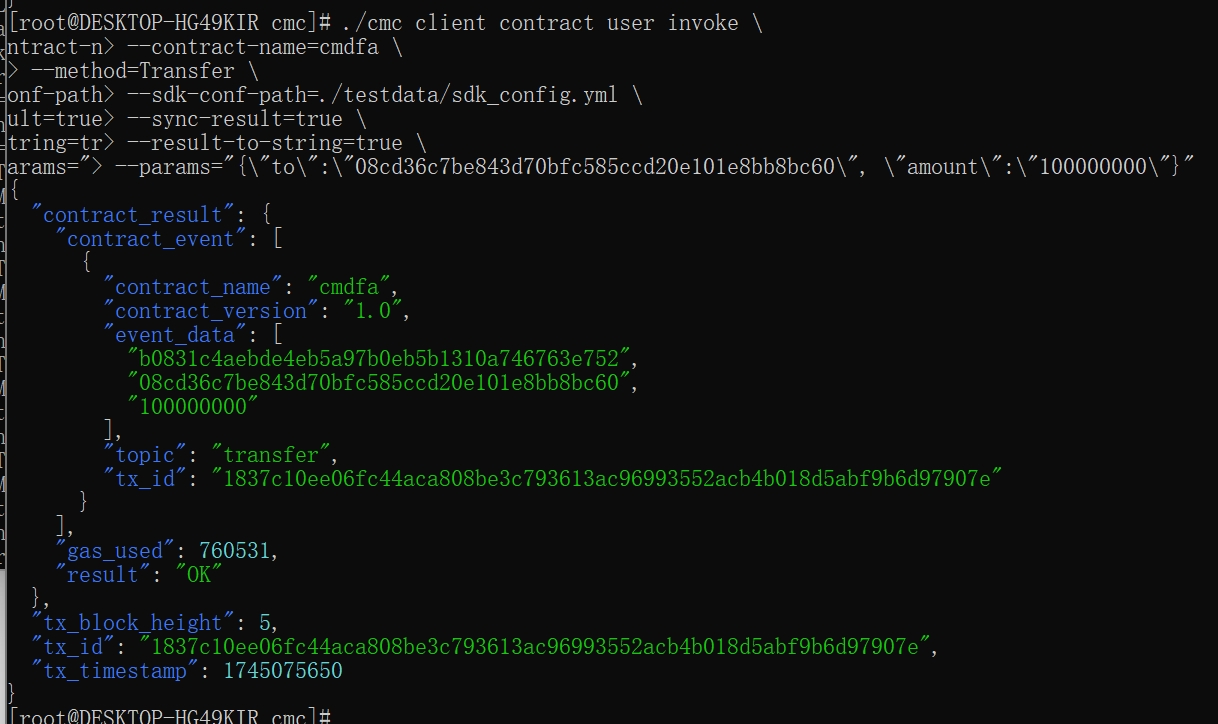 [root@DESKTOP-HG49KIR cmc]# ./cmc client contract user invoke \
ntract-n> --contract-name=cmdfa \
> --method=Transfer \
onf-path> --sdk-conf-path=./testdata/sdk_config.yml \
ult=true> --sync-result=true \
tring=tr> --result-to-string=true \
arams="> --params="{\"to\":\"08cd36c7be843d70bfc585ccd20e101e8bb8bc60\", \"amount\":\"100000000\"}"
{
  "contract_result": {
    "contract_event": [
      {
        "contract_name": "cmdfa",
        "contract_version": "1.0",
        "event_data": [
          "b0831c4aebde4eb5a97b0eb5b1310a746763e752",
          "08cd36c7be843d70bfc585ccd20e101e8bb8bc60",
          "100000000"
        ],
        "topic": "transfer",
        "tx_id": "1837c10ee06fc44aca808be3c793613ac96993552acb4b018d5abf9b6d97907e"
      }
    ],
    "gas_used": 760531,
    "result": "OK"
  },
  "tx_block_height": 5,
  "tx_id": "1837c10ee06fc44aca808be3c793613ac96993552acb4b018d5abf9b6d97907e",
  "tx_timestamp": 1745075650
}
[root@DESKTOP-HG49KIR cmc]#